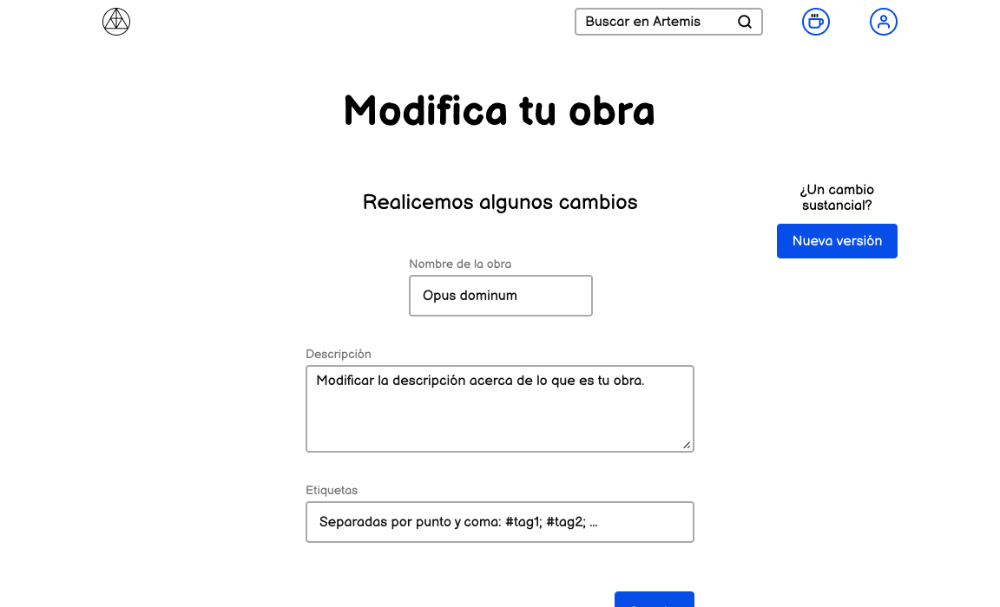 Buscar en Artemis
Modifica tu obra
Realicemos algunos cambios
¿Un cambio
sustancial?
Nueva versión
Nombre de la obra
Opus dominum
Descripción
Modificar la descripción acerca de lo que es tu obra.
Etiquetas
Separadas por punto y coma: #tag1; #tag2; ...